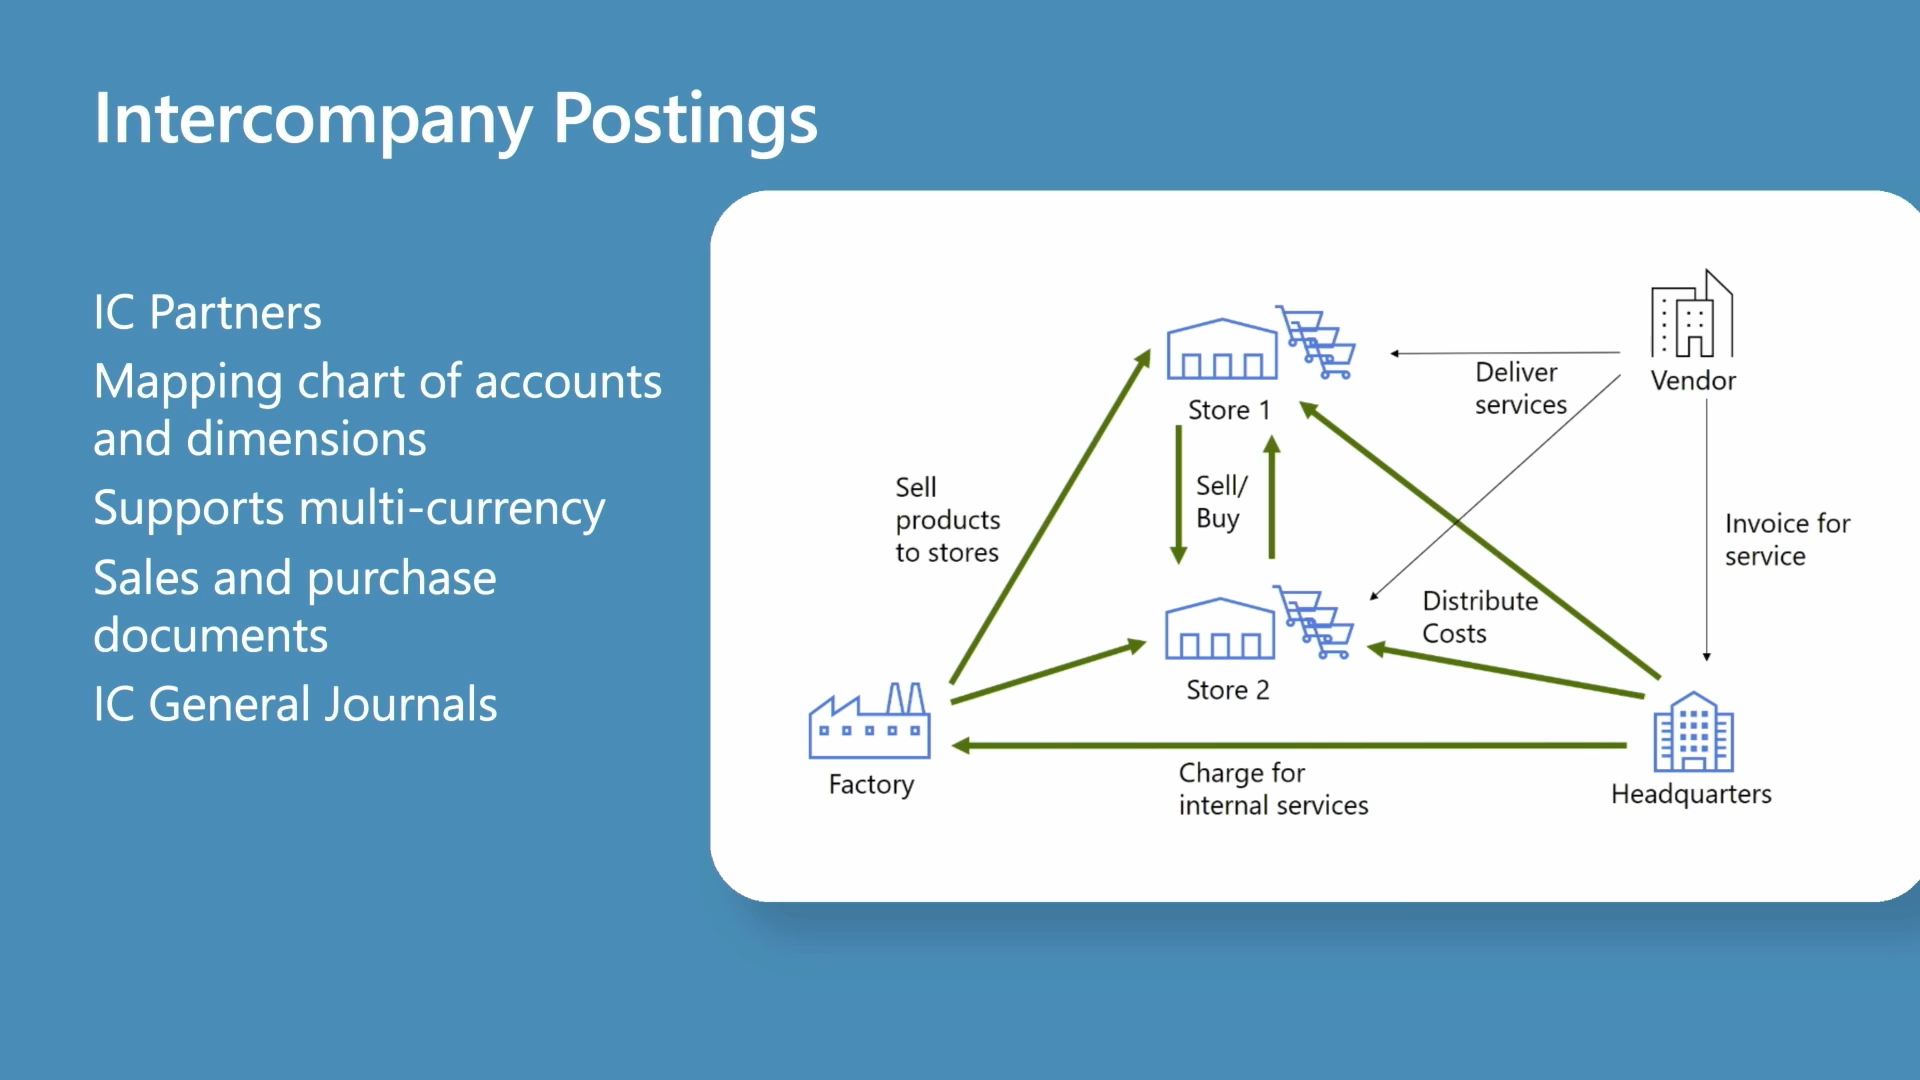 Intercompany Postings
IC Partners
Mapping chart of accounts
and dimensions
Supports multi-currency
Sales and purchase
documents
IC General Journals
Store 1
Deliver
services
Vendor
Sell
products
to stores
Sell/
Buy
Invoice for
service
Distribute
Costs
Store 2
Factory
Charge for
internal services
Headquarters